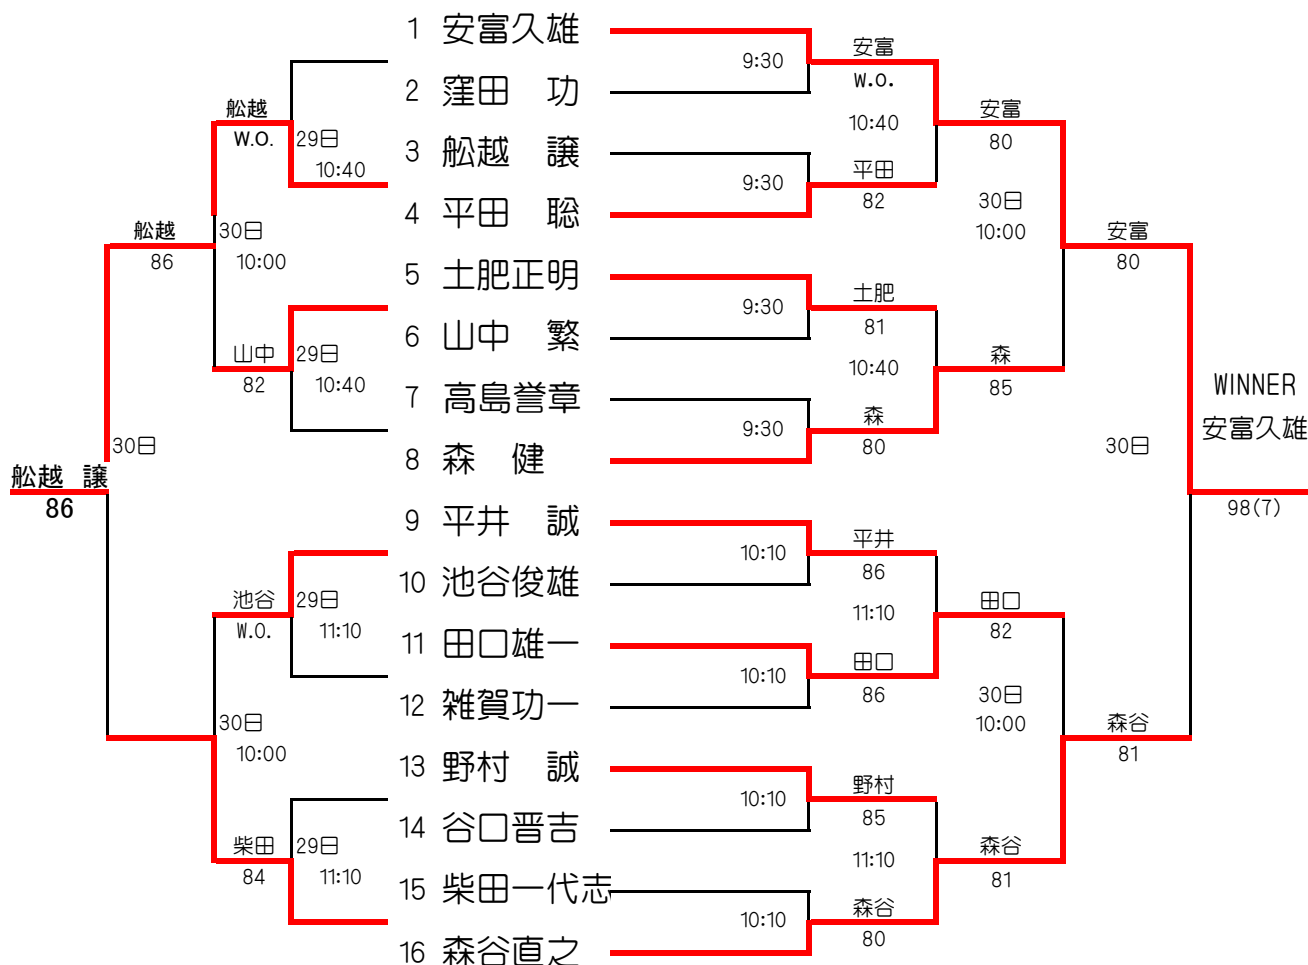 1 安富久雄
2 窪田 功
3 舩越 譲
4 平田 聡
5 土肥正明
6 山中 繁
7 高島誉章
8 森 健
9 平井 誠
10 池谷俊雄
11 田口雄一
12 雑賀功一
13 野村 誠
14 谷口晋吉
15 柴田一代志
16 森谷直之
舩越
W.O.
29日
10:40
舩越
86
30日
10:00
山中
82
29日
10:40
30日
舩越 譲
86
池谷
W.O.
29日
11:10
30日
10:00
柴田
84
29日
11:10
9:30
安富
W.O.
10:40
9:30
平田
82
安富
80
30日
10:00
9:30
土肥
81
10:40
9:30
森
80
森
85
安富
80
30日
WINNER
安富久雄
98(7)
10:10
平井
86
11:10
10:10
田口
86
田口
82
30日
10:00
10:10
野村
85
11:10
10:10
森谷
80
森谷
81
森谷
81